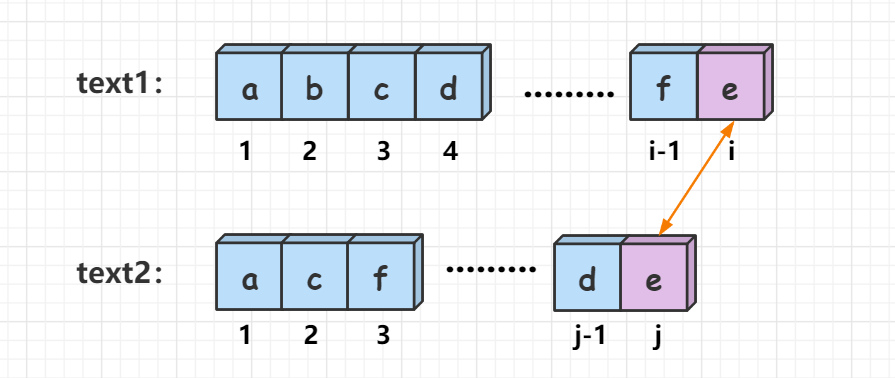 text1: a b c d ......... f e
1 2 3 4 i-1 i
text2: a c f ......... d e
1 2 3 j-1 j